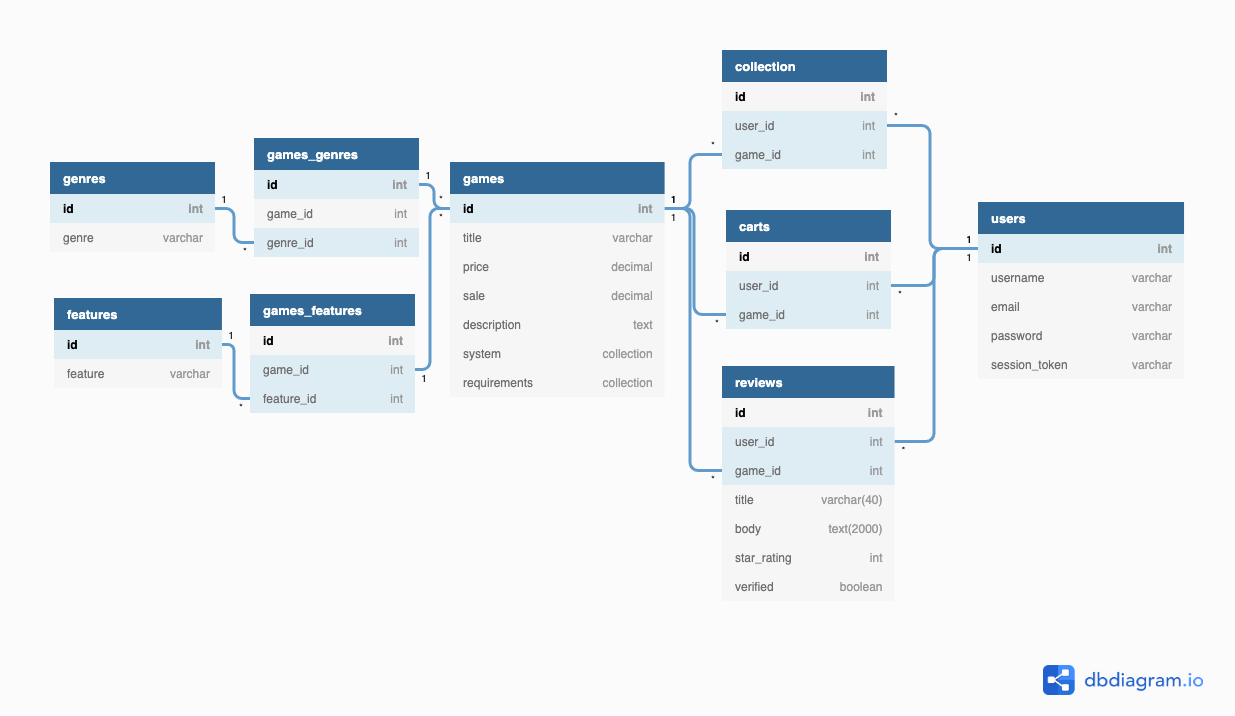 genres
id int
genre varchar
features
id int
feature varchar
games_genres
id int
game_id int
genre_id int
games_features
id int
game_id int
feature_id int
games
id int
title varchar
price decimal
sale decimal
description text
system collection
requirements collection
collection
id int
user_id int
game_id int
carts
id int
user_id int
game_id int
reviews
id int
user_id int
game_id int
title varchar(40)
body text(2000)
star_rating int
verified boolean
users
id int
username varchar
email varchar
password varchar
session_token varchar
1
*
1
*
1
*
*
1
1
1
*
*
*
*
*
*
1
1
dbdiagram.io